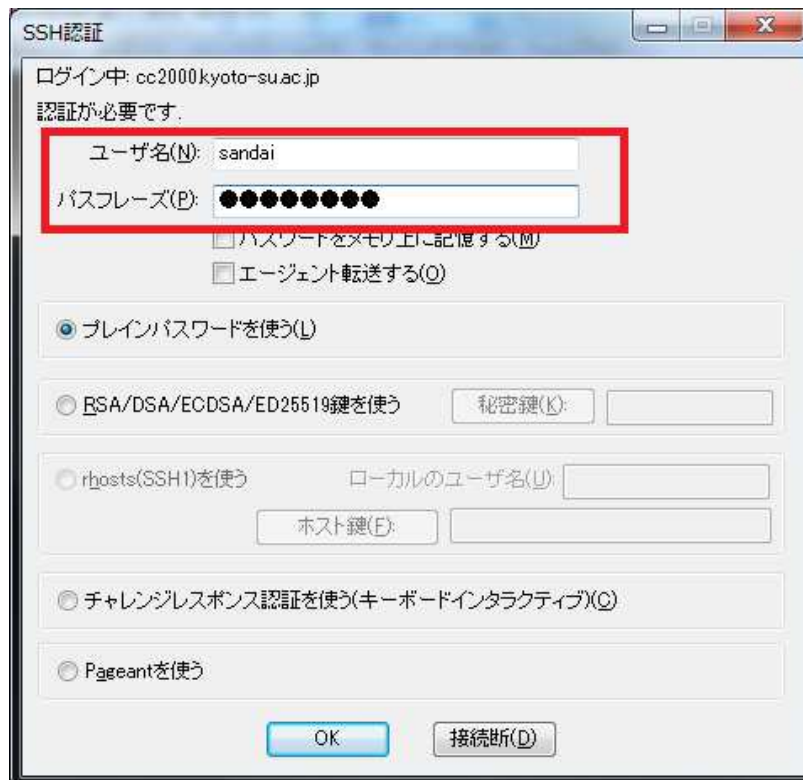 SSH認証
ログイン中: cc2000.kyoto-su.ac.jp
認証が必要です.
ユーザ名(N): sandai
パスフレーズ(P): ●●●●●●●●
パスワードをメモリ上に記憶する(M)
エージェント転送する(O)
プレインパスワードを使う(L)
RSA/DSA/ECDSA/ED25519鍵を使う 秘密鍵(K):
rhosts(SSH1)を使う ローカルのユーザ名(U):
ホスト鍵(F):
チャレンジレスポンス認証を使う(キーボードインタラクティブ)(C)
Pageantを使う
OK 接続断(D)